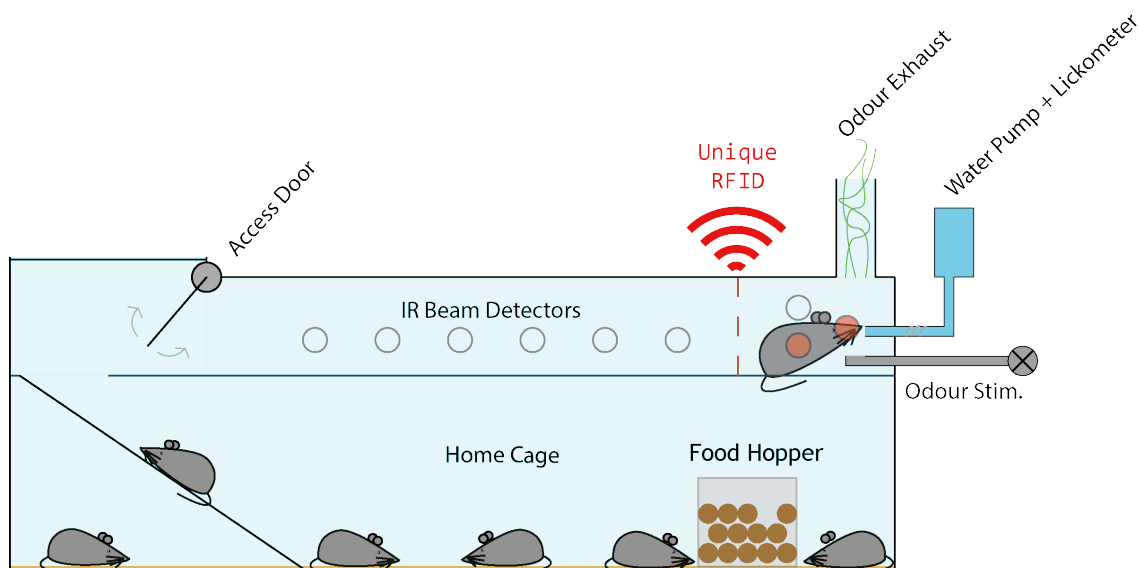 Odour Exhaust
Water Pump + Lickometer
Unique
RFID
Access Door
IR Beam Detectors
Odour Stim.
Home Cage
Food Hopper